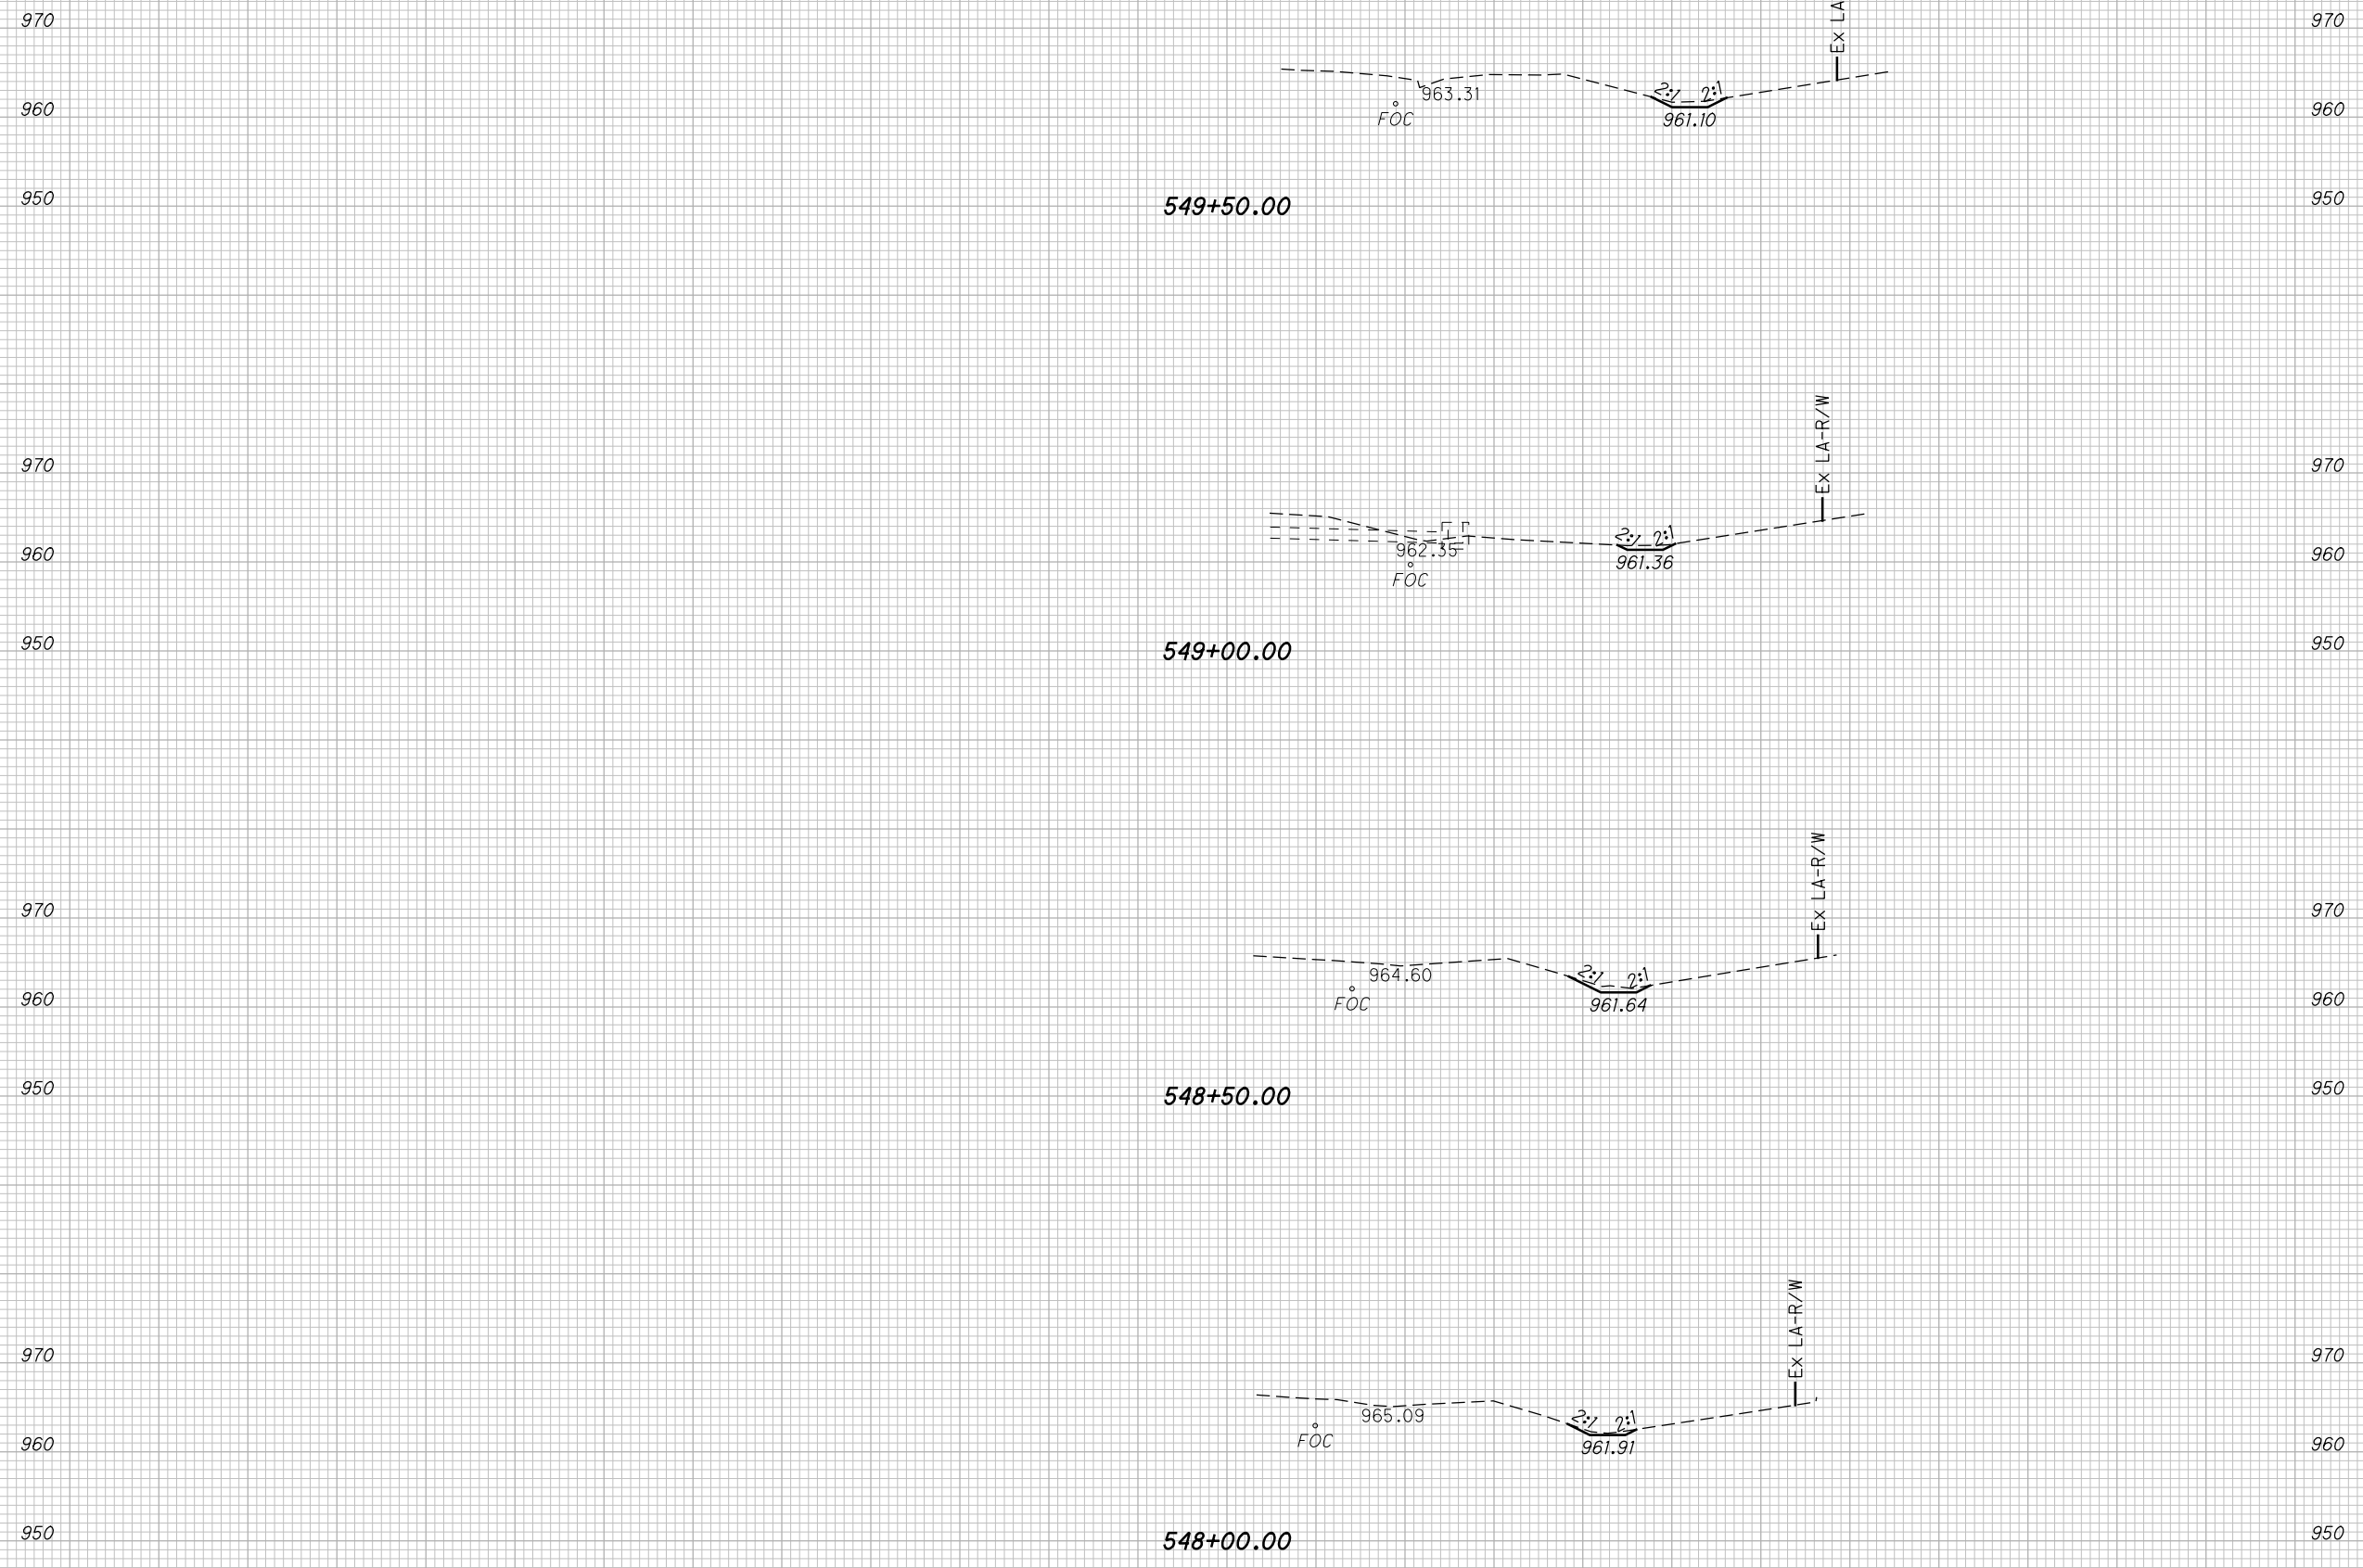 970 970
Ex LA
963.31
2:1 2:1
960 FOC 961.10 960
950 549+50.00 950
Ex LA-R/W
970 970
2:1 2:1
960 962.35 961.36 960
FOC
950 549+00.00 950
Ex LA-R/W
970 970
964.60 2:1 2:1
960 FOC 961.64 960
950 548+50.00 950
Ex LA-R/W
970 970
965.09 2:1 2:1
960 FOC 961.91 960
950 548+00.00 950